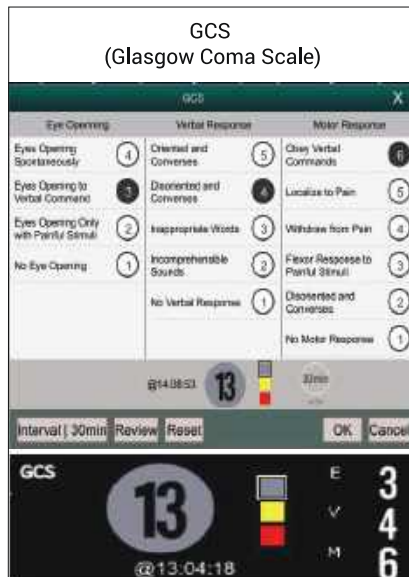 GCS
(Glasgow Coma Scale)
GCS X
Eye Openning Verbal Response Motor Response
Eyes Opening
Spontaneously
4
Oriented and
Converses
5
Obey Verbal
Commands
6
Eyes Opening to
Verbal Command
3
Disoriented and
Converses
4
Localize to Pain
5
Eyes Opening Only
with Painful Stimuli
2
Inappropriate Words
3
Withdraw from Pain
4
No Eye Opening
1
Incomprehensible
Sounds
2
Flexor Response to
Painful Stimuli
3
No Verbal Response
1
Disoriented and
Converses
2
No Motor Response
1
@14:08:53 13 30min
Interval [ 30min Review Reset OK Cancel
GCS
13
@13:04:18
E 3
V 4
M 6